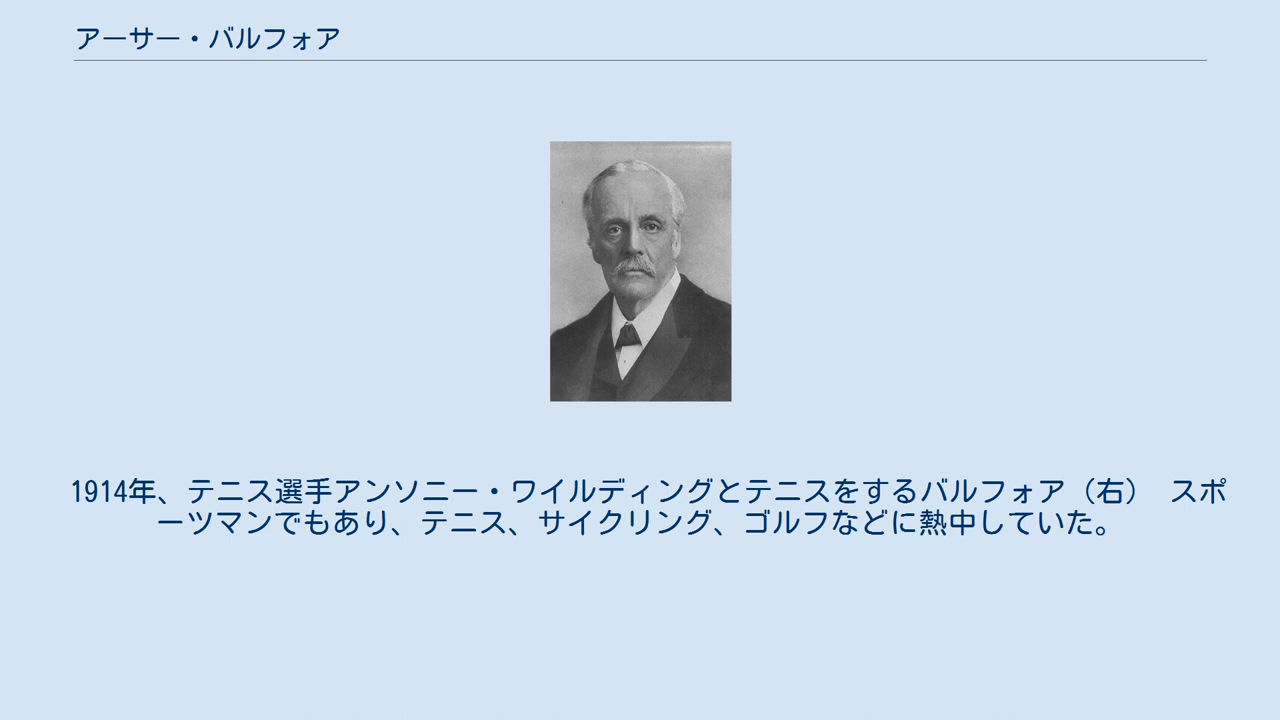 アーサー・バルフォア
1914年、テニス選手アンソニー・ワイルディングとテニスをするバルフォア（右）　スポ
ーツマンでもあり、テニス、サイクリング、ゴルフなどに熱中していた。